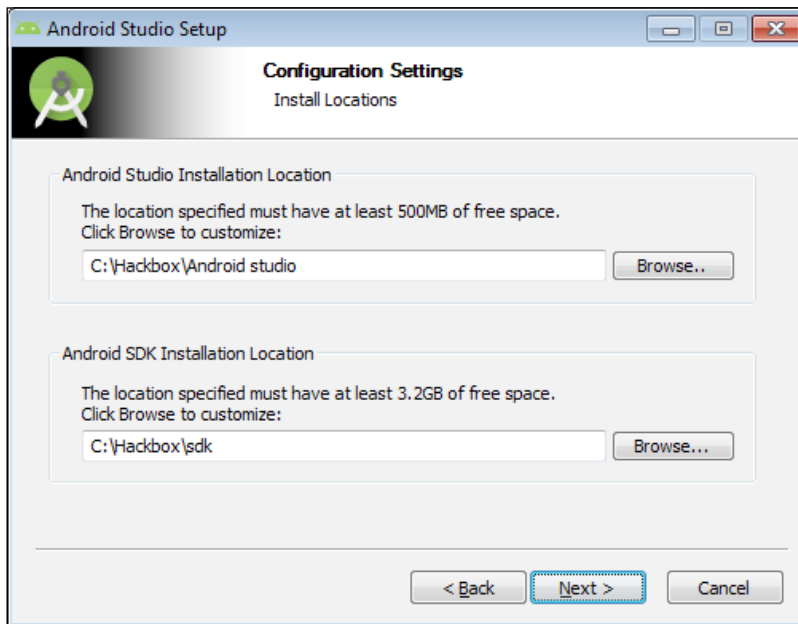 Android Studio Setup
Configuration Settings
Install Locations
Android Studio Installation Location
The location specified must have at least 500MB of free space.
Click Browse to customize:
C:\Hackbox\Android studio
Browse..
Android SDK Installation Location
The location specified must have at least 3.2GB of free space.
Click Browse to customize:
C:\Hackbox\sdk
Browse...
< Back
Next >
Cancel